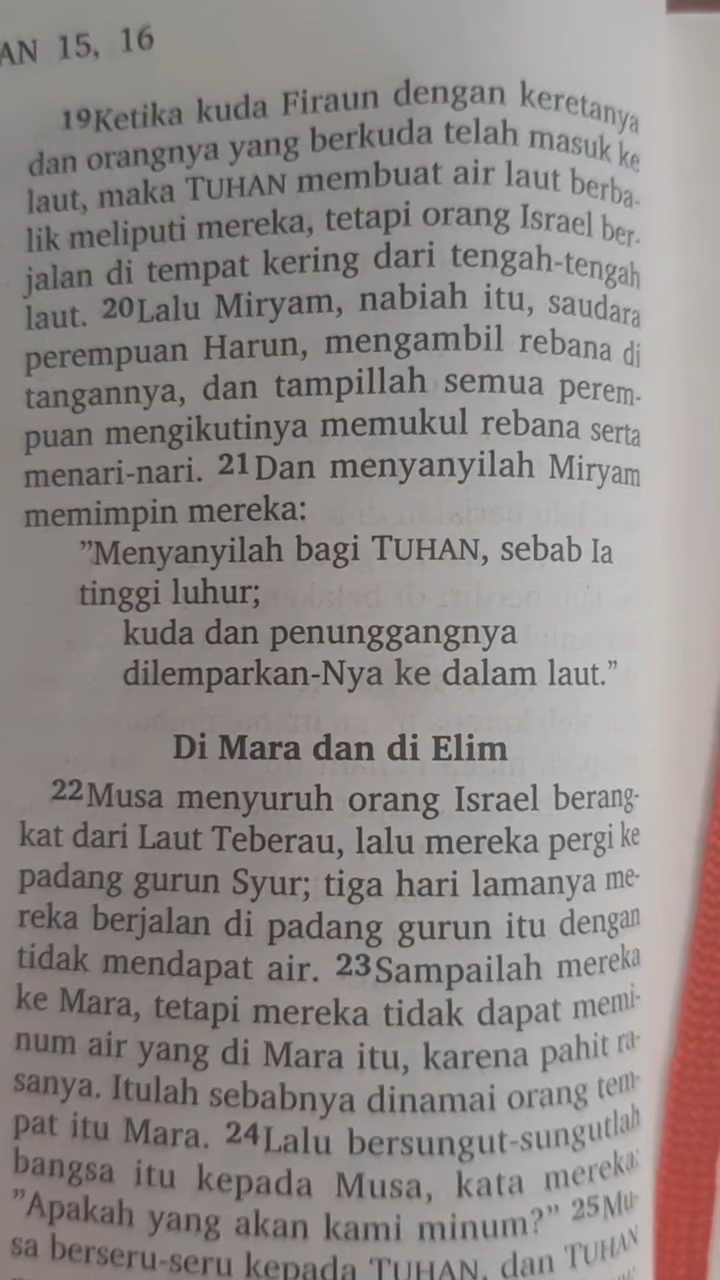 AN 15, 16
19Ketika kuda Firaun dengan keretanya
dan orangnya yang berkuda telah masuk ke
laut, maka TUHAN membuat air laut berba-
lik meliputi mereka, tetapi orang Israel ber-
jalan di tempat kering dari tengah-tengah
laut. 20Lalu Miryam, nabiah itu, saudara
perempuan Harun, mengambil rebana di
tangannya, dan tampillah semua perem-
puan mengikutinya memukul rebana serta
menari-nari. 21Dan menyanyilah Miryam
memimpin mereka:
”Menyanyilah bagi TUHAN, sebab Ia
tinggi luhur;
kuda dan penunggangnya
dilemparkan-Nya ke dalam laut.”
Di Mara dan di Elim
22Musa menyuruh orang Israel berang-
kat dari Laut Teberau, lalu mereka pergi ke
padang gurun Syur; tiga hari lamanya me-
reka berjalan di padang gurun itu dengan
tidak mendapat air. 23Sampailah mereka
ke Mara, tetapi mereka tidak dapat memi-
num air yang di Mara itu, karena pahit ra-
sanya. Itulah sebabnya dinamai orang tem-
pat itu Mara. 24Lalu bersungut-sungutlah
bangsa itu kepada Musa, kata mereka:
”Apakah yang akan kami minum?” 25Mu-
sa berseru-seru kepada TUHAN, dan TUHAN